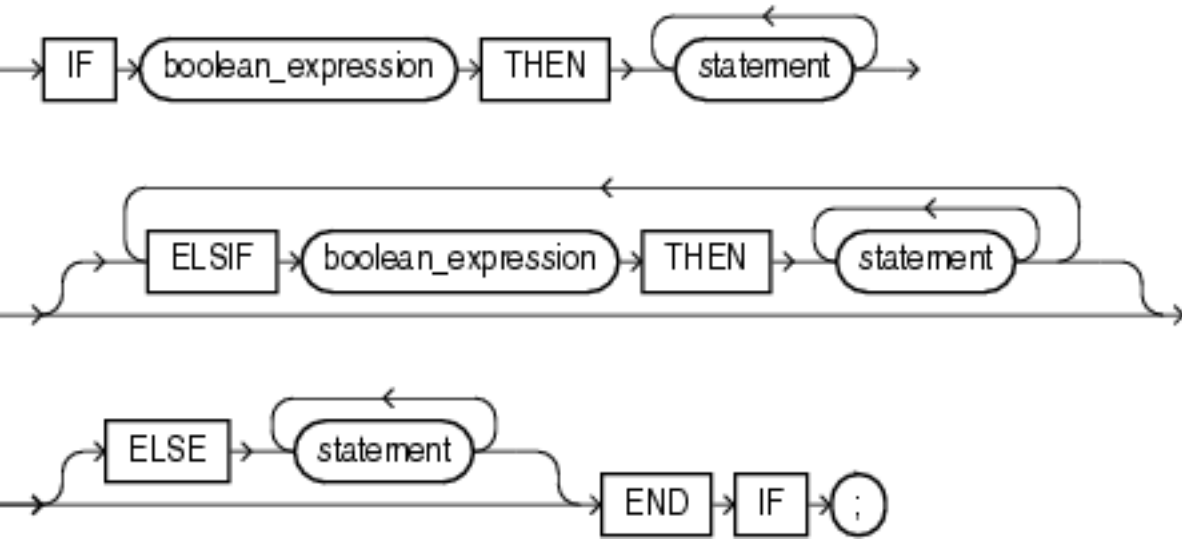 IF boolean_expression THEN statement
ELSIF boolean_expression THEN statement
ELSE statement
END IF ;